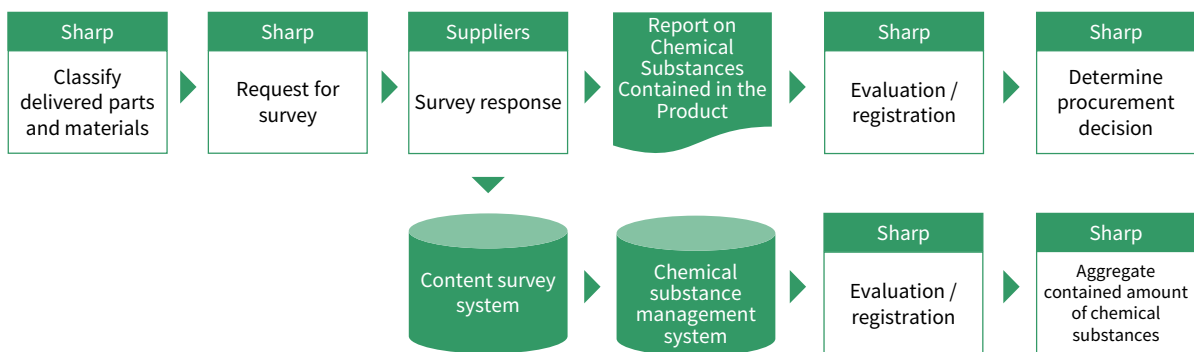 Sharp
Classify
delivered parts
and materials
Sharp
Request for
survey
Suppliers
Survey response
Report on
Chemical
Substances
Contained in the
Product
Sharp
Evaluation /
registration
Sharp
Determine
procurement
decision
Content survey
system
Chemical
substance
management
system
Sharp
Evaluation /
registration
Sharp
Aggregate
contained amount
of chemical
substances